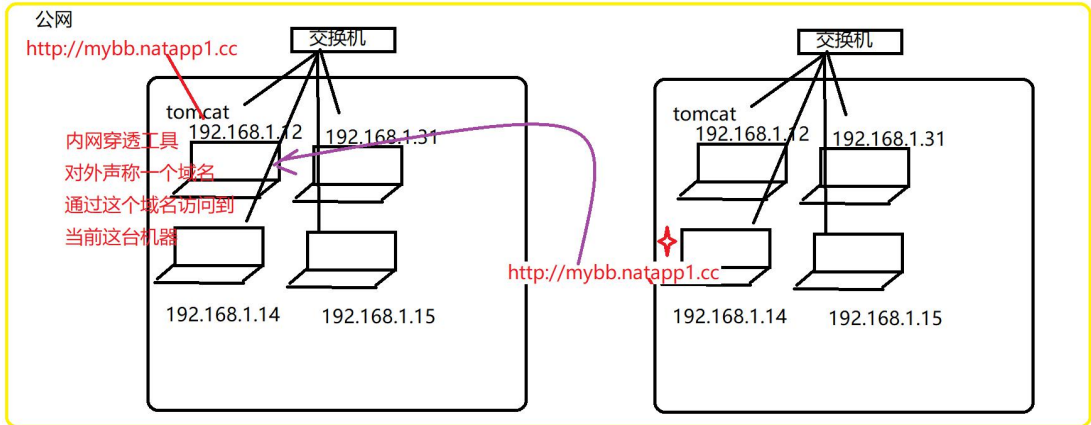 公网
http://mybb.natapp1.cc
交换机
tomcat
192.168.1.12
192.168.1.31
内网穿透工具
对外声称一个域名
通过这个域名访问到
当前这台机器
192.168.1.14
192.168.1.15
http://mybb.natapp1.cc
交换机
tomcat
192.168.1.12
192.168.1.31
192.168.1.14
192.168.1.15